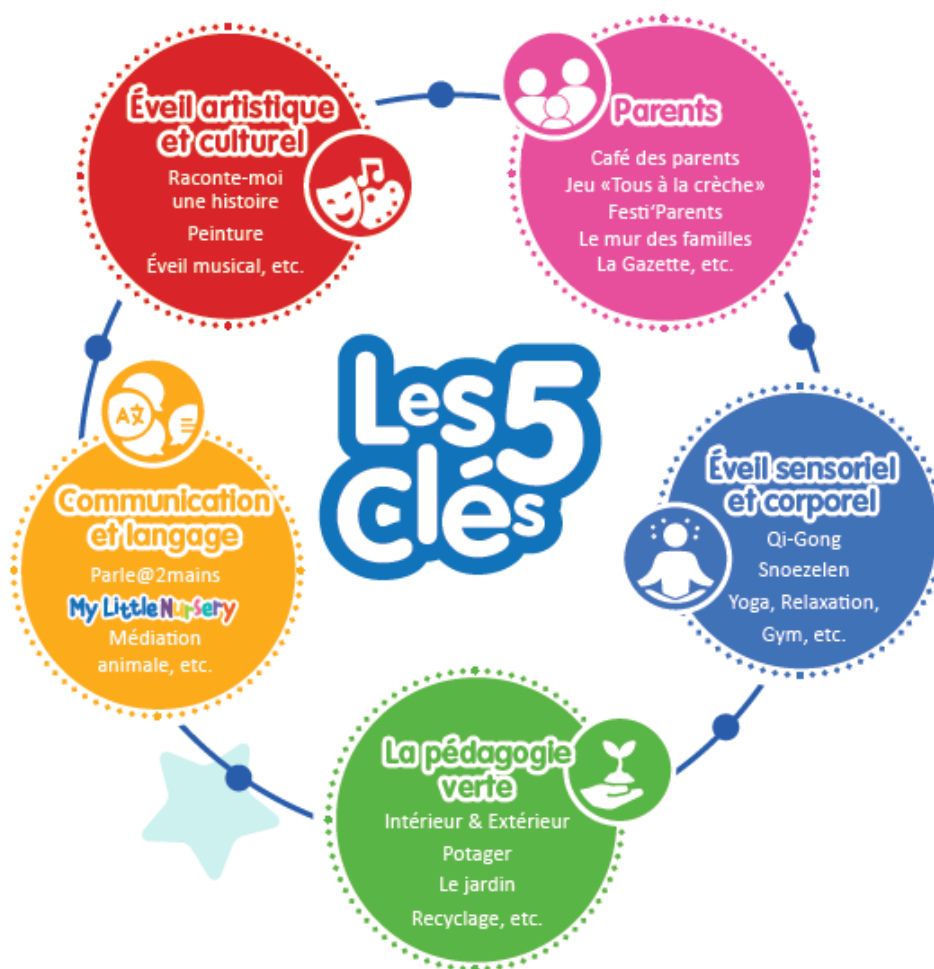 Éveil artistique
et culturel
Raconte-moi
une histoire
Peinture
Éveil musical, etc.
Parents
Café des parents
Jeu «Tous à la crèche»
Festi'Parents
Le mur des familles
La Gazette, etc.
Les 5
Clés
Communication
et langage
Parle@2mains
My Little Nursery
Médiation
animale, etc.
A
Éveil sensoriel
et corporel
Qi-Gong
Snoezelen
Yoga, Relaxation,
Gym, etc.
La pédagogie
verte
Intérieur & Extérieur
Potager
Le jardin
Recyclage, etc.